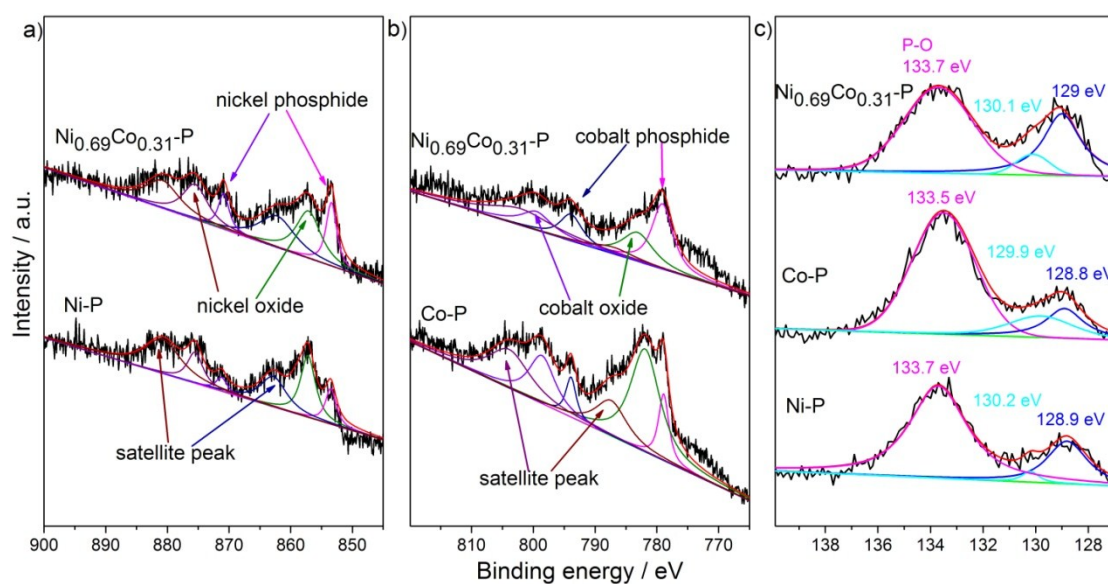 a)
Ni0.69Co0.31-P
nickel phosphide
nickel oxide
Ni-P
satellite peak
900 890 880 870 860 850
b)
Ni0.69Co0.31-P
cobalt phosphide
cobalt oxide
Co-P
satellite peak
810 800 790 780 770
c)
P-O
133.7 eV
129 eV
130.1 eV
Ni0.69Co0.31-P
133.5 eV
129.9 eV
128.8 eV
Co-P
133.7 eV
130.2 eV
128.9 eV
Ni-P
138 136 134 132 130 128
Intensity / a.u.
Binding energy / eV